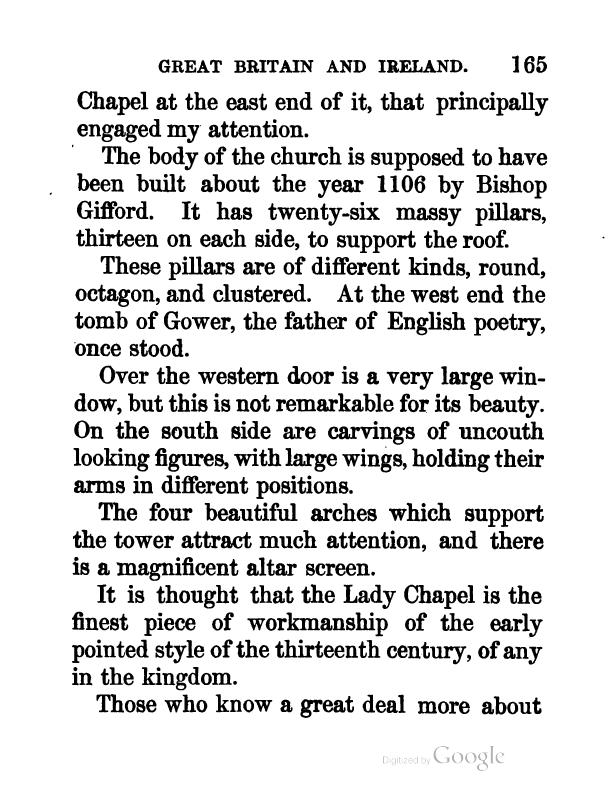 GREAT BRITAIN AND IRELAND. 165
Chapel at the east end of it, that principally
engaged my attention.
The body of the church is supposed to have
been built about the year 1106 by Bishop
Gifford. It has twenty-six massy pillars,
thirteen on each side, to support the roof.
These pillars are of different kinds, round,
octagon, and clustered. At the west end the
tomb of Gower, the father of English poetry,
once stood.
Over the western door is a very large win-
dow, but this is not remarkable for its beauty.
On the south side are carvings of uncouth
looking figures, with large wings, holding their
arms in different positions.
The four beautiful arches which support
the tower attract much attention, and there
is a magnificent altar screen.
It is thought that the Lady Chapel is the
finest piece of workmanship of the early
pointed style of the thirteenth century, of any
in the kingdom.
Those who know a great deal more about
Digitized by Google